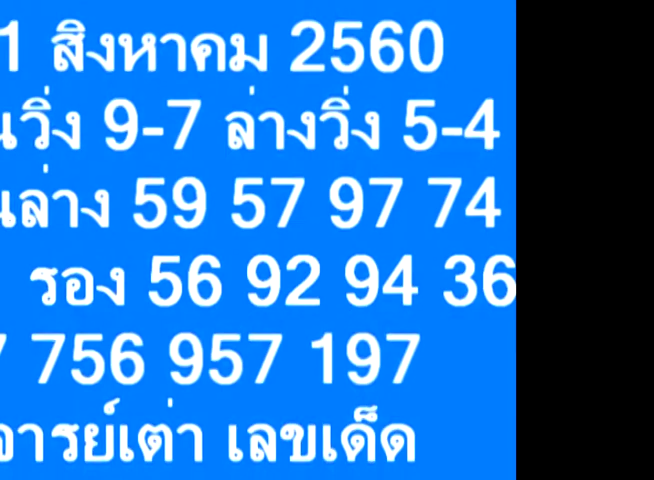 1 สิงหาคม 2560
นวิ่ง 9-7 ล่างวิ่ง 5-4
นล่าง 59 57 97 74
รอง 56 92 94 36
756 957 197
จารย์เต่า เลขเด็ด